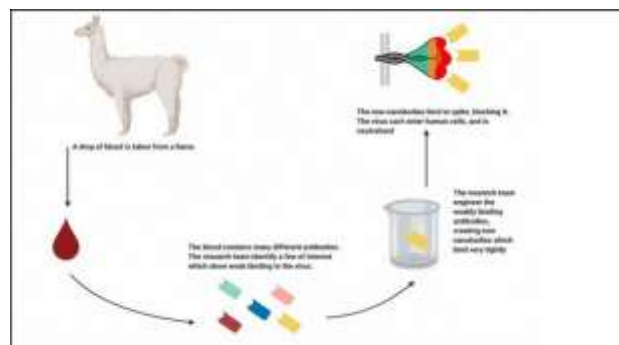 A drop of blood is taken from a llama
The blood contains many different antibodies.
The research team identify a few of interest
which show weak binding to the virus.
The research team
engineer the
weakly binding
antibodies,
creating new
nanobodies which
bind very tightly
The new nanobodies bind to spike, blocking it.
The virus can't enter human cells, and is
neutralised